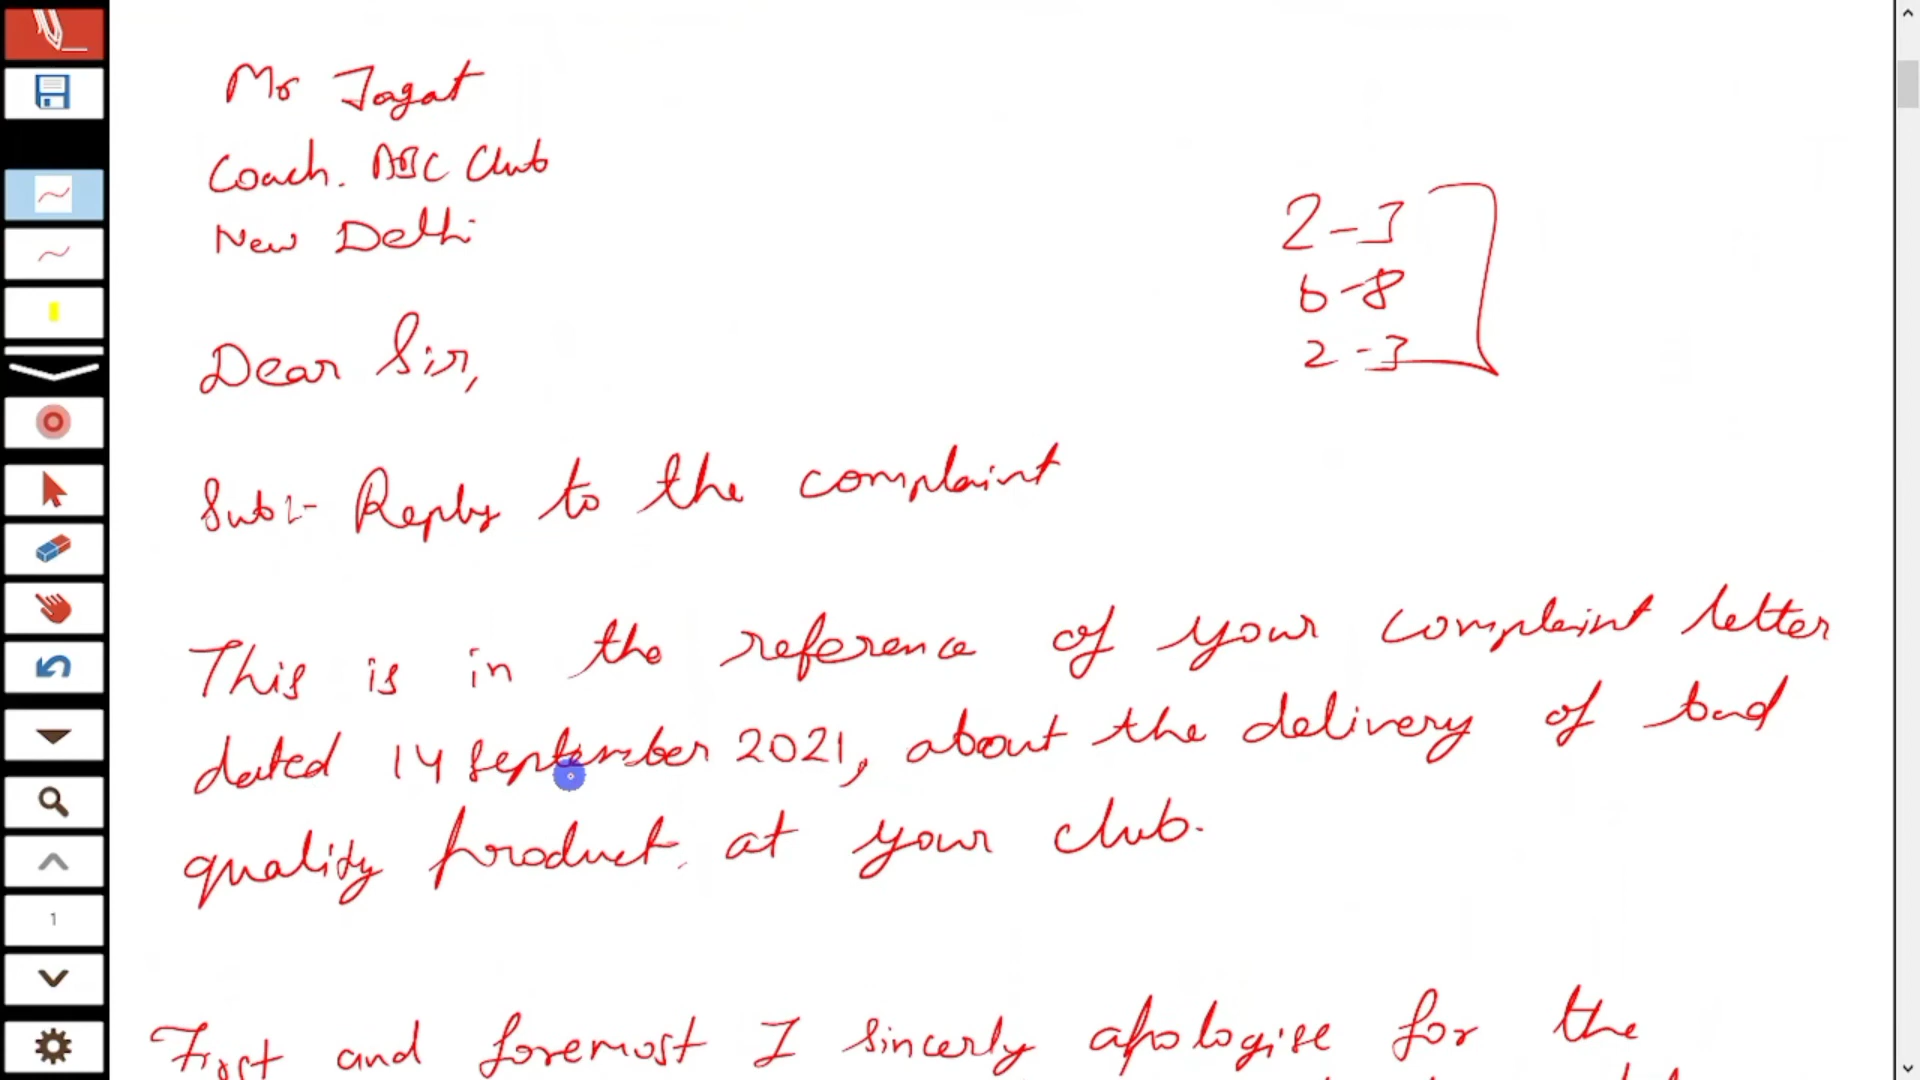 Mr Jagat
Coach. ABC Club
New Delhi
2-3
6-8
2-3
Dear Sir,
Sub:- Reply to the complaint
This is in the reference of your complaint letter
dated 14 September 2021, about the delivery of bad
quality product. at your club.
First and foremost I sincerly apologise for the
1